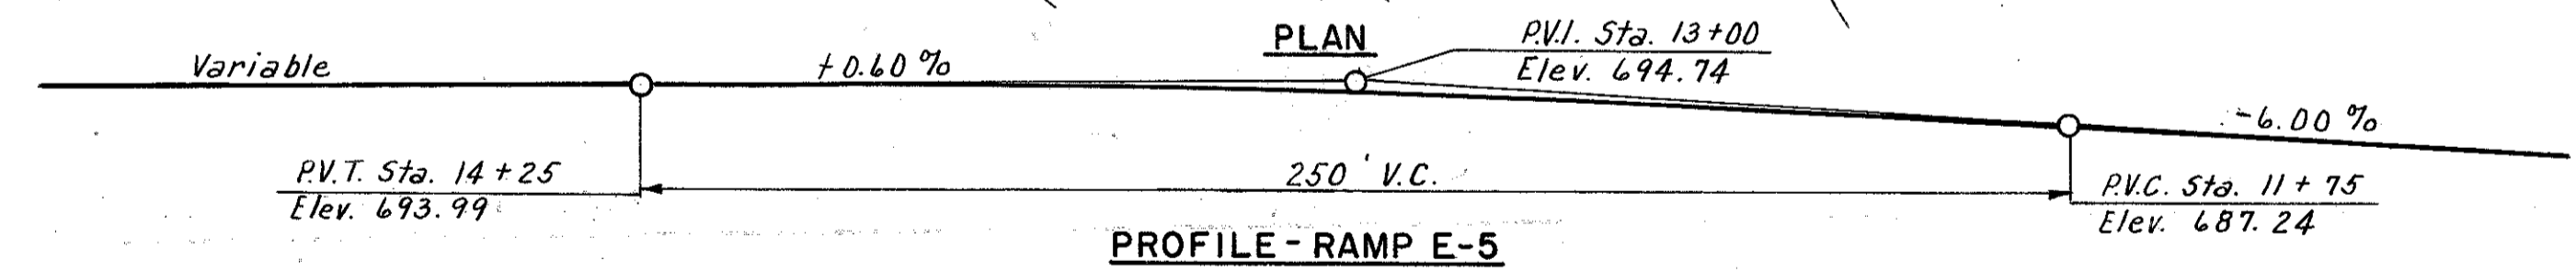 PLAN
Variable
+0.60 %
P.V.I. Sta. 13+00
Elev. 694.74
-6.00 %
P.V.T. Sta. 14+25
Elev. 693.99
250' V.C.
P.V.C. Sta. 11+75
Elev. 687.24
PROFILE - RAMP E-5